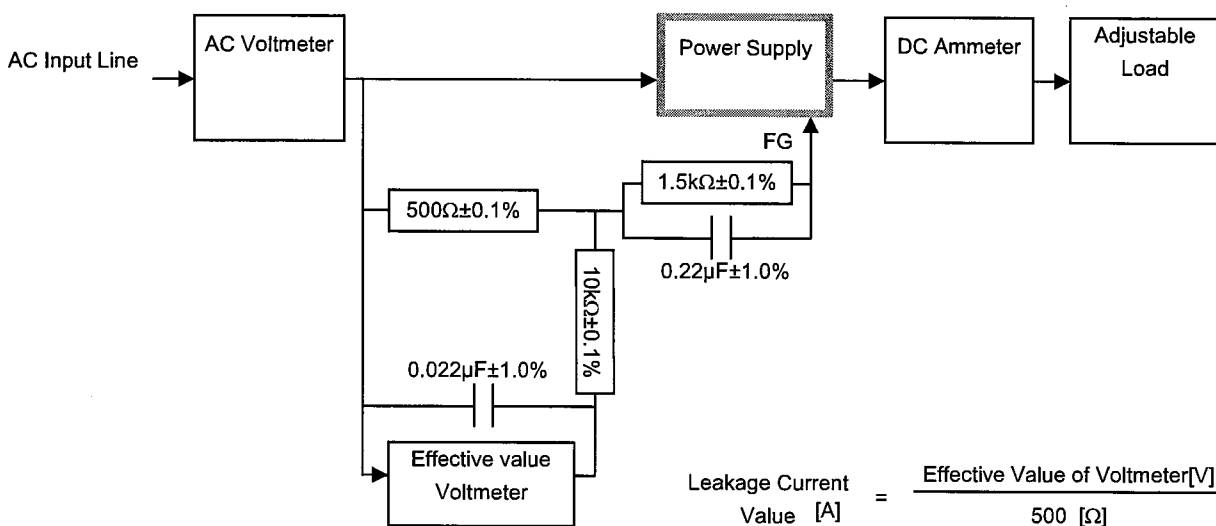 AC Input Line
AC Voltmeter
Power Supply
DC Ammeter
Adjustable
Load
FG
1.5kΩ±0.1%
500Ω±0.1%
0.22μF±1.0%
10kΩ±0.1%
0.022μF±1.0%
Effective value
Voltmeter
Leakage Current
Value [A]
=
Effective Value of Voltmeter[V]
500 [Ω]